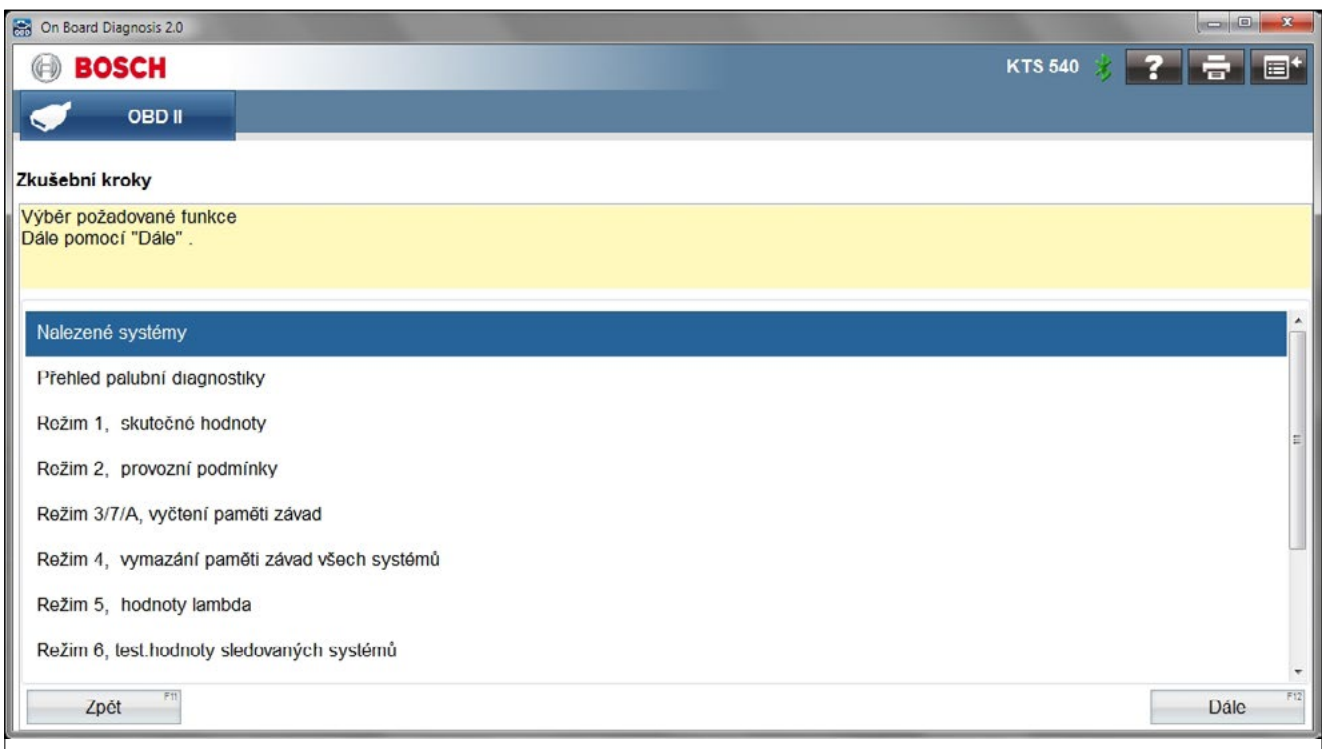 On Board Diagnosis 2.0
BOSCH
KTS 540
?
OBD II
Zkušební kroky
Výběr požadované funkce
Dále pomocí "Dále" .
Nalezené systémy
Přehled palubní diagnostiky
Režim 1, skutečné hodnoty
Režim 2, provozní podmínky
Režim 3/7/A, vyčtení paměti závad
Režim 4, vymazání paměti závad všech systémů
Režim 5, hodnoty lambda
Režim 6, test.hodnoty sledovaných systémů
Zpět F11
Dále F12